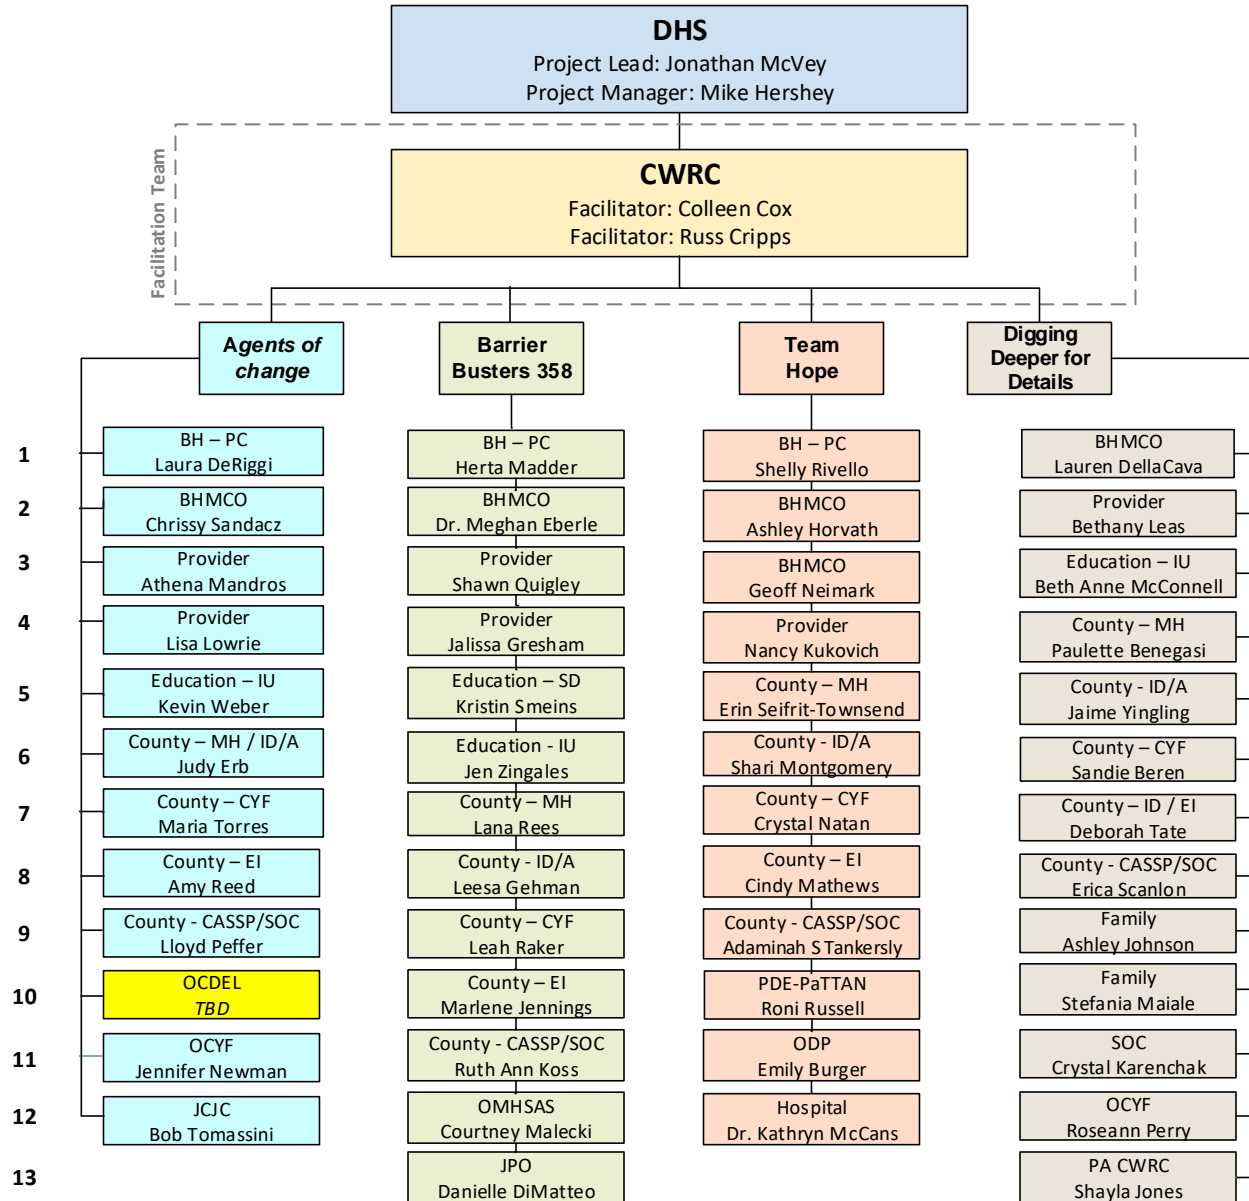 DHS
Project Lead: Jonathan McVey
Project Manager: Mike Hershey
Facilitation Team
CWRC
Facilitator: Colleen Cox
Facilitator: Russ Cripps
Agents of
change
Barrier
Busters 358
Team
Hope
Digging
Deeper for
Details
1
2
3
4
5
6
7
8
9
10
11
12
13
BH – PC
Laura DeRiggi
BHMCO
Chrissy Sandacz
Provider
Athena Mandros
Provider
Lisa Lowrie
Education – IU
Kevin Weber
County – MH / ID/A
Judy Erb
County – CYF
Maria Torres
County – EI
Amy Reed
County - CASSP/SOC
Lloyd Peffer
OCDEL
TBD
OCYF
Jennifer Newman
JCJC
Bob Tomassini
BH – PC
Herta Madder
BHMCO
Dr. Meghan Eberle
Provider
Shawn Quigley
Provider
Jalissa Gresham
Education – SD
Kristin Smeins
Education - IU
Jen Zingales
County – MH
Lana Rees
County - ID/A
Leesa Gehman
County – CYF
Leah Raker
County – EI
Marlene Jennings
County - CASSP/SOC
Ruth Ann Koss
OMHSAS
Courtney Malecki
JPO
Danielle DiMatteo
BH – PC
Shelly Rivello
BHMCO
Ashley Horvath
BHMCO
Geoff Neimark
Provider
Nancy Kukovich
County – MH
Erin Seifrit-Townsend
County - ID/A
Shari Montgomery
County – CYF
Crystal Natan
County – EI
Cindy Mathews
County - CASSP/SOC
Adaminah S Tankersly
PDE-PaTTAN
Roni Russell
ODP
Emily Burger
Hospital
Dr. Kathryn McCans
BHMCO
Lauren DellaCava
Provider
Bethany Leas
Education – IU
Beth Anne McConnell
County – MH
Paulette Benegasi
County - ID/A
Jaime Yingling
County – CYF
Sandie Beren
County – ID / EI
Deborah Tate
County - CASSP/SOC
Erica Scanlon
Family
Ashley Johnson
Family
Stefania Maiale
SOC
Crystal Karenchak
OCYF
Roseann Perry
PA CWRC
Shayla Jones